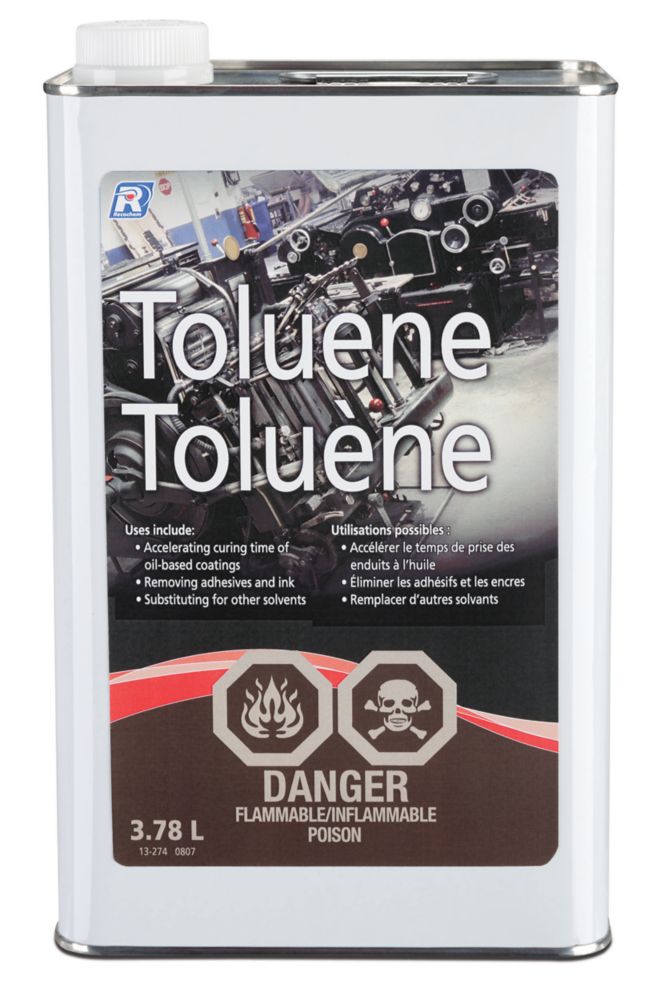 R
Recochem
Toluene
Toluène
Uses include:
• Accelerating curing time of
oil-based coatings
• Removing adhesives and ink
• Substituting for other solvents
Utilisations possibles :
• Accélérer le temps de prise des
enduits à l'huile
• Éliminer les adhésifs et les encres
• Remplacer d'autres solvants
DANGER
FLAMMABLE/INFLAMMABLE
POISON
3.78 L
13-274 0807